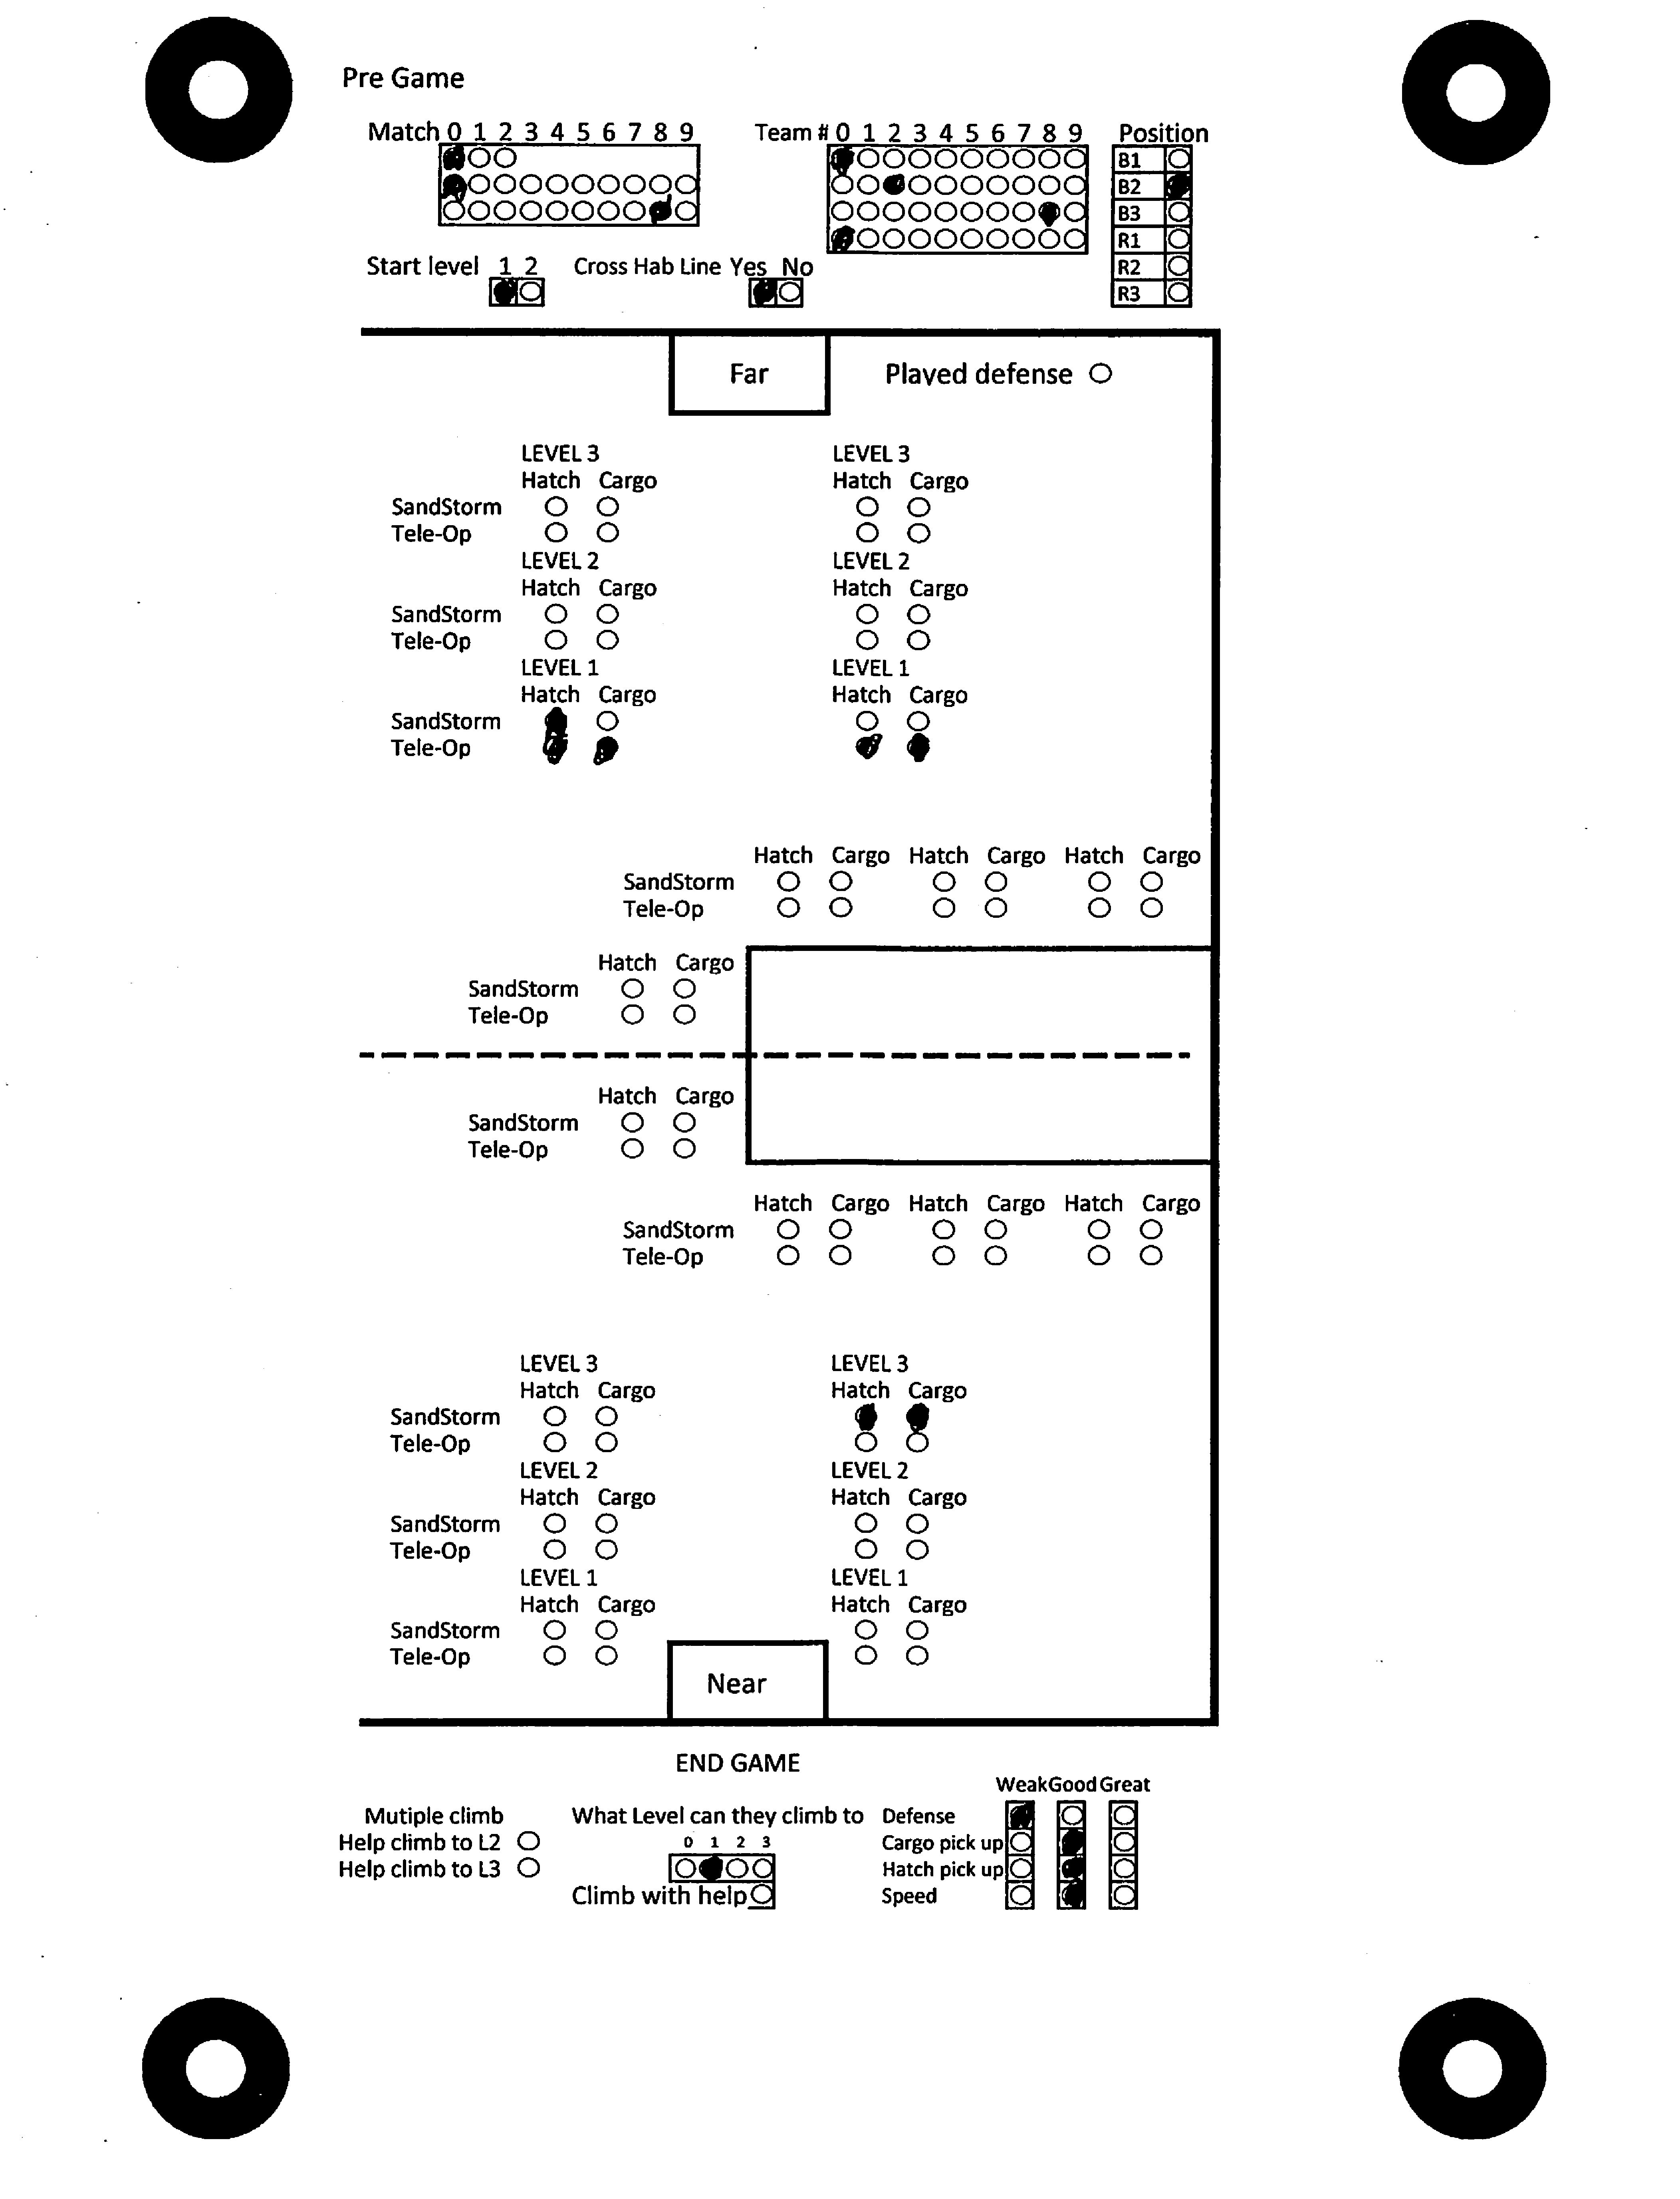 Pre Game
Match 0 1 2 3 4 5 6 7 8 9 Team # 0 1 2 3 4 5 6 7 8 9 Position
B1
B2
B3
R1
R2
R3
Start level 1 2 Cross Hab Line Yes No
Far Played defense
LEVEL 3 LEVEL 3
Hatch Cargo Hatch Cargo
SandStorm
Tele-Op
LEVEL 2 LEVEL 2
Hatch Cargo Hatch Cargo
SandStorm
Tele-Op
LEVEL 1 LEVEL 1
Hatch Cargo Hatch Cargo
SandStorm
Tele-Op
Hatch Cargo Hatch Cargo Hatch Cargo
SandStorm
Tele-Op
Hatch Cargo
SandStorm
Tele-Op
Hatch Cargo
SandStorm
Tele-Op
Hatch Cargo Hatch Cargo Hatch Cargo
SandStorm
Tele-Op
LEVEL 3 LEVEL 3
Hatch Cargo Hatch Cargo
SandStorm
Tele-Op
LEVEL 2 LEVEL 2
Hatch Cargo Hatch Cargo
SandStorm
Tele-Op
LEVEL 1 LEVEL 1
Hatch Cargo Hatch Cargo
SandStorm
Tele-Op
Near
END GAME
Weak Good Great
Mutiple climb What Level can they climb to Defense
Help climb to L2 0 1 2 3 Cargo pick up
Help climb to L3 Hatch pick up
Climb with help Speed